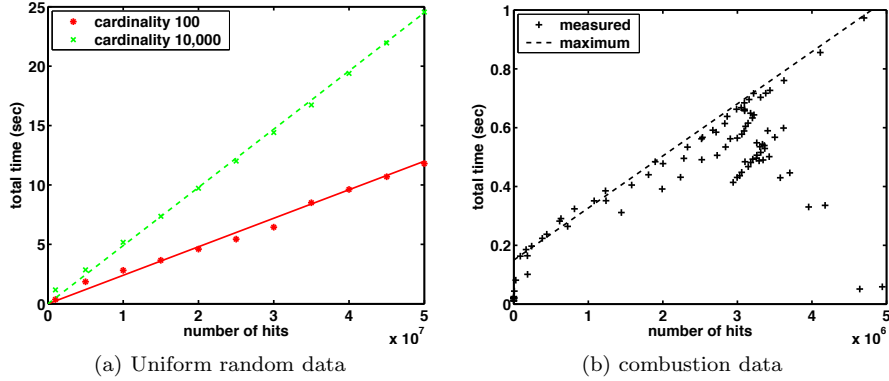 25
20
15
10
5
0
total time (sec)
cardinality 100
cardinality 10,000
0
1
2
3
4
5
number of hits
x 10^7
(a) Uniform random data
1
0.8
0.6
0.4
0.2
0
total time (sec)
measured
maximum
0
1
2
3
4
5
number of hits
x 10^6
(b) combustion data